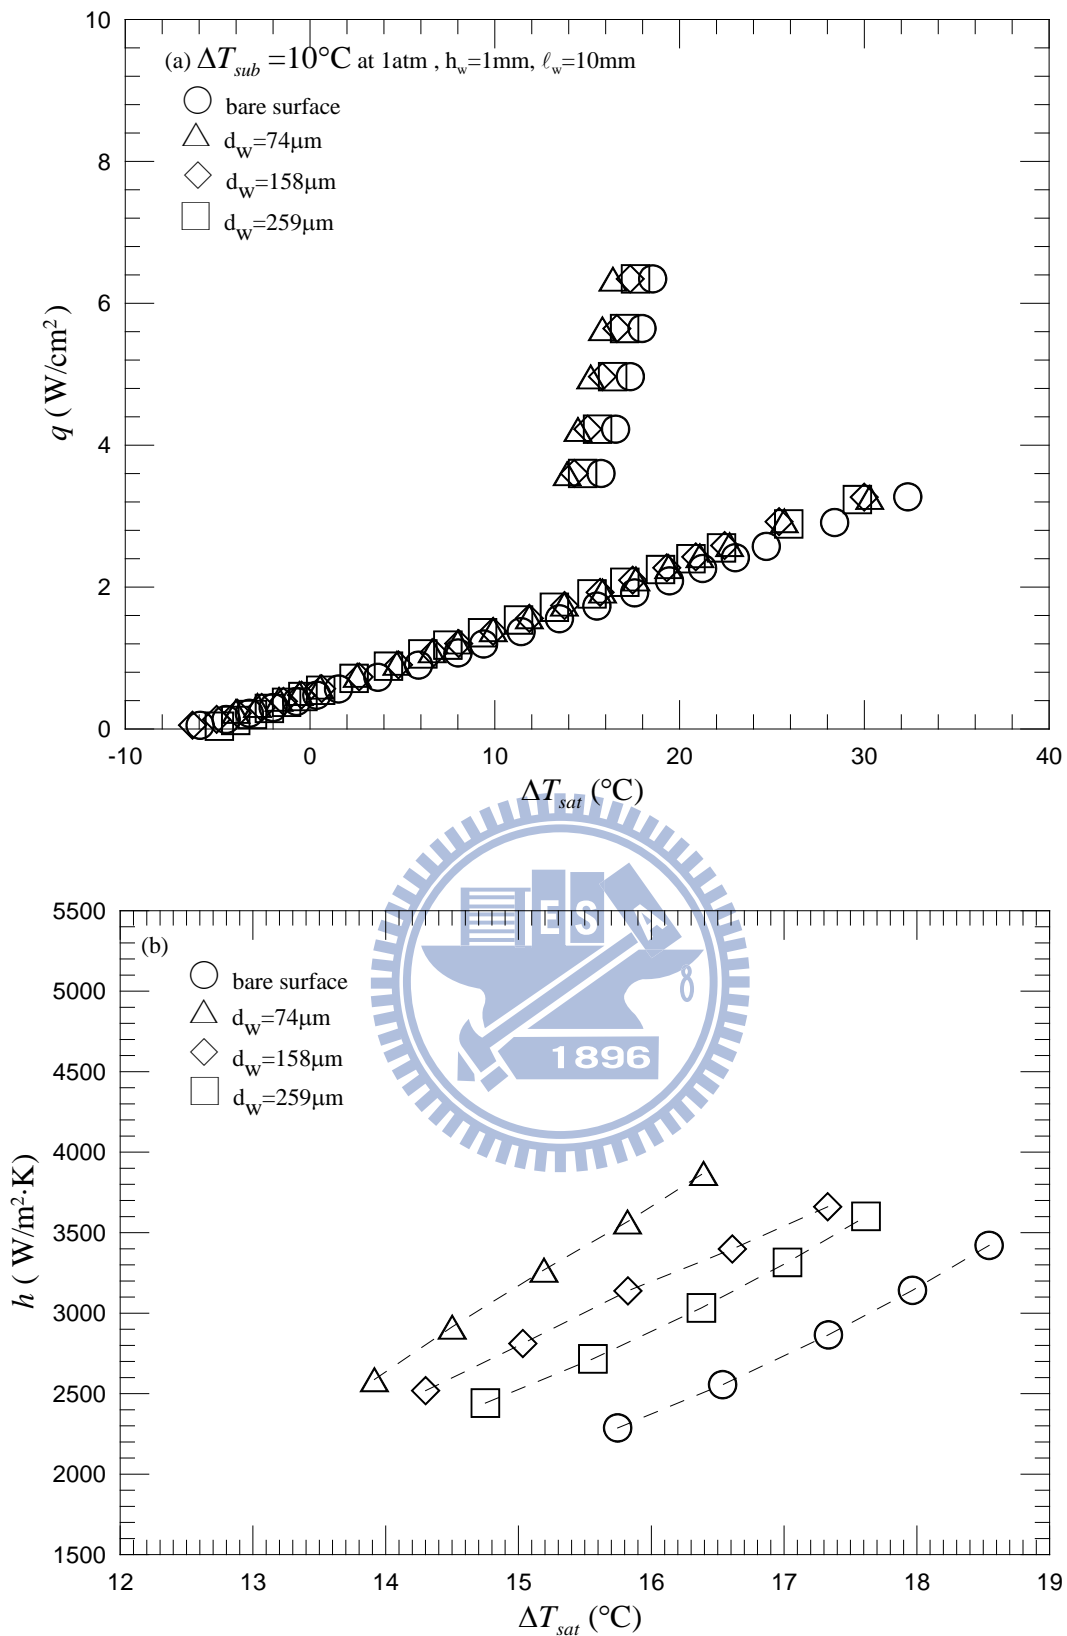 10
(a) ΔT_sub =10°C at 1atm , h_w=1mm, ℓ_w=10mm
bare surface
d_w=74μm
8
d_w=158μm
d_w=259μm
6
q ( W/cm²)
4
2
0
-10 0 10 20 30 40
ΔT_sat (°C)
ES
1896
5500
(b)
bare surface
5000
d_w=74μm
d_w=158μm
4500
d_w=259μm
4000
h ( W/m²·K)
3500
3000
2500
2000
1500
12 13 14 15 16 17 18 19
ΔT_sat (°C)